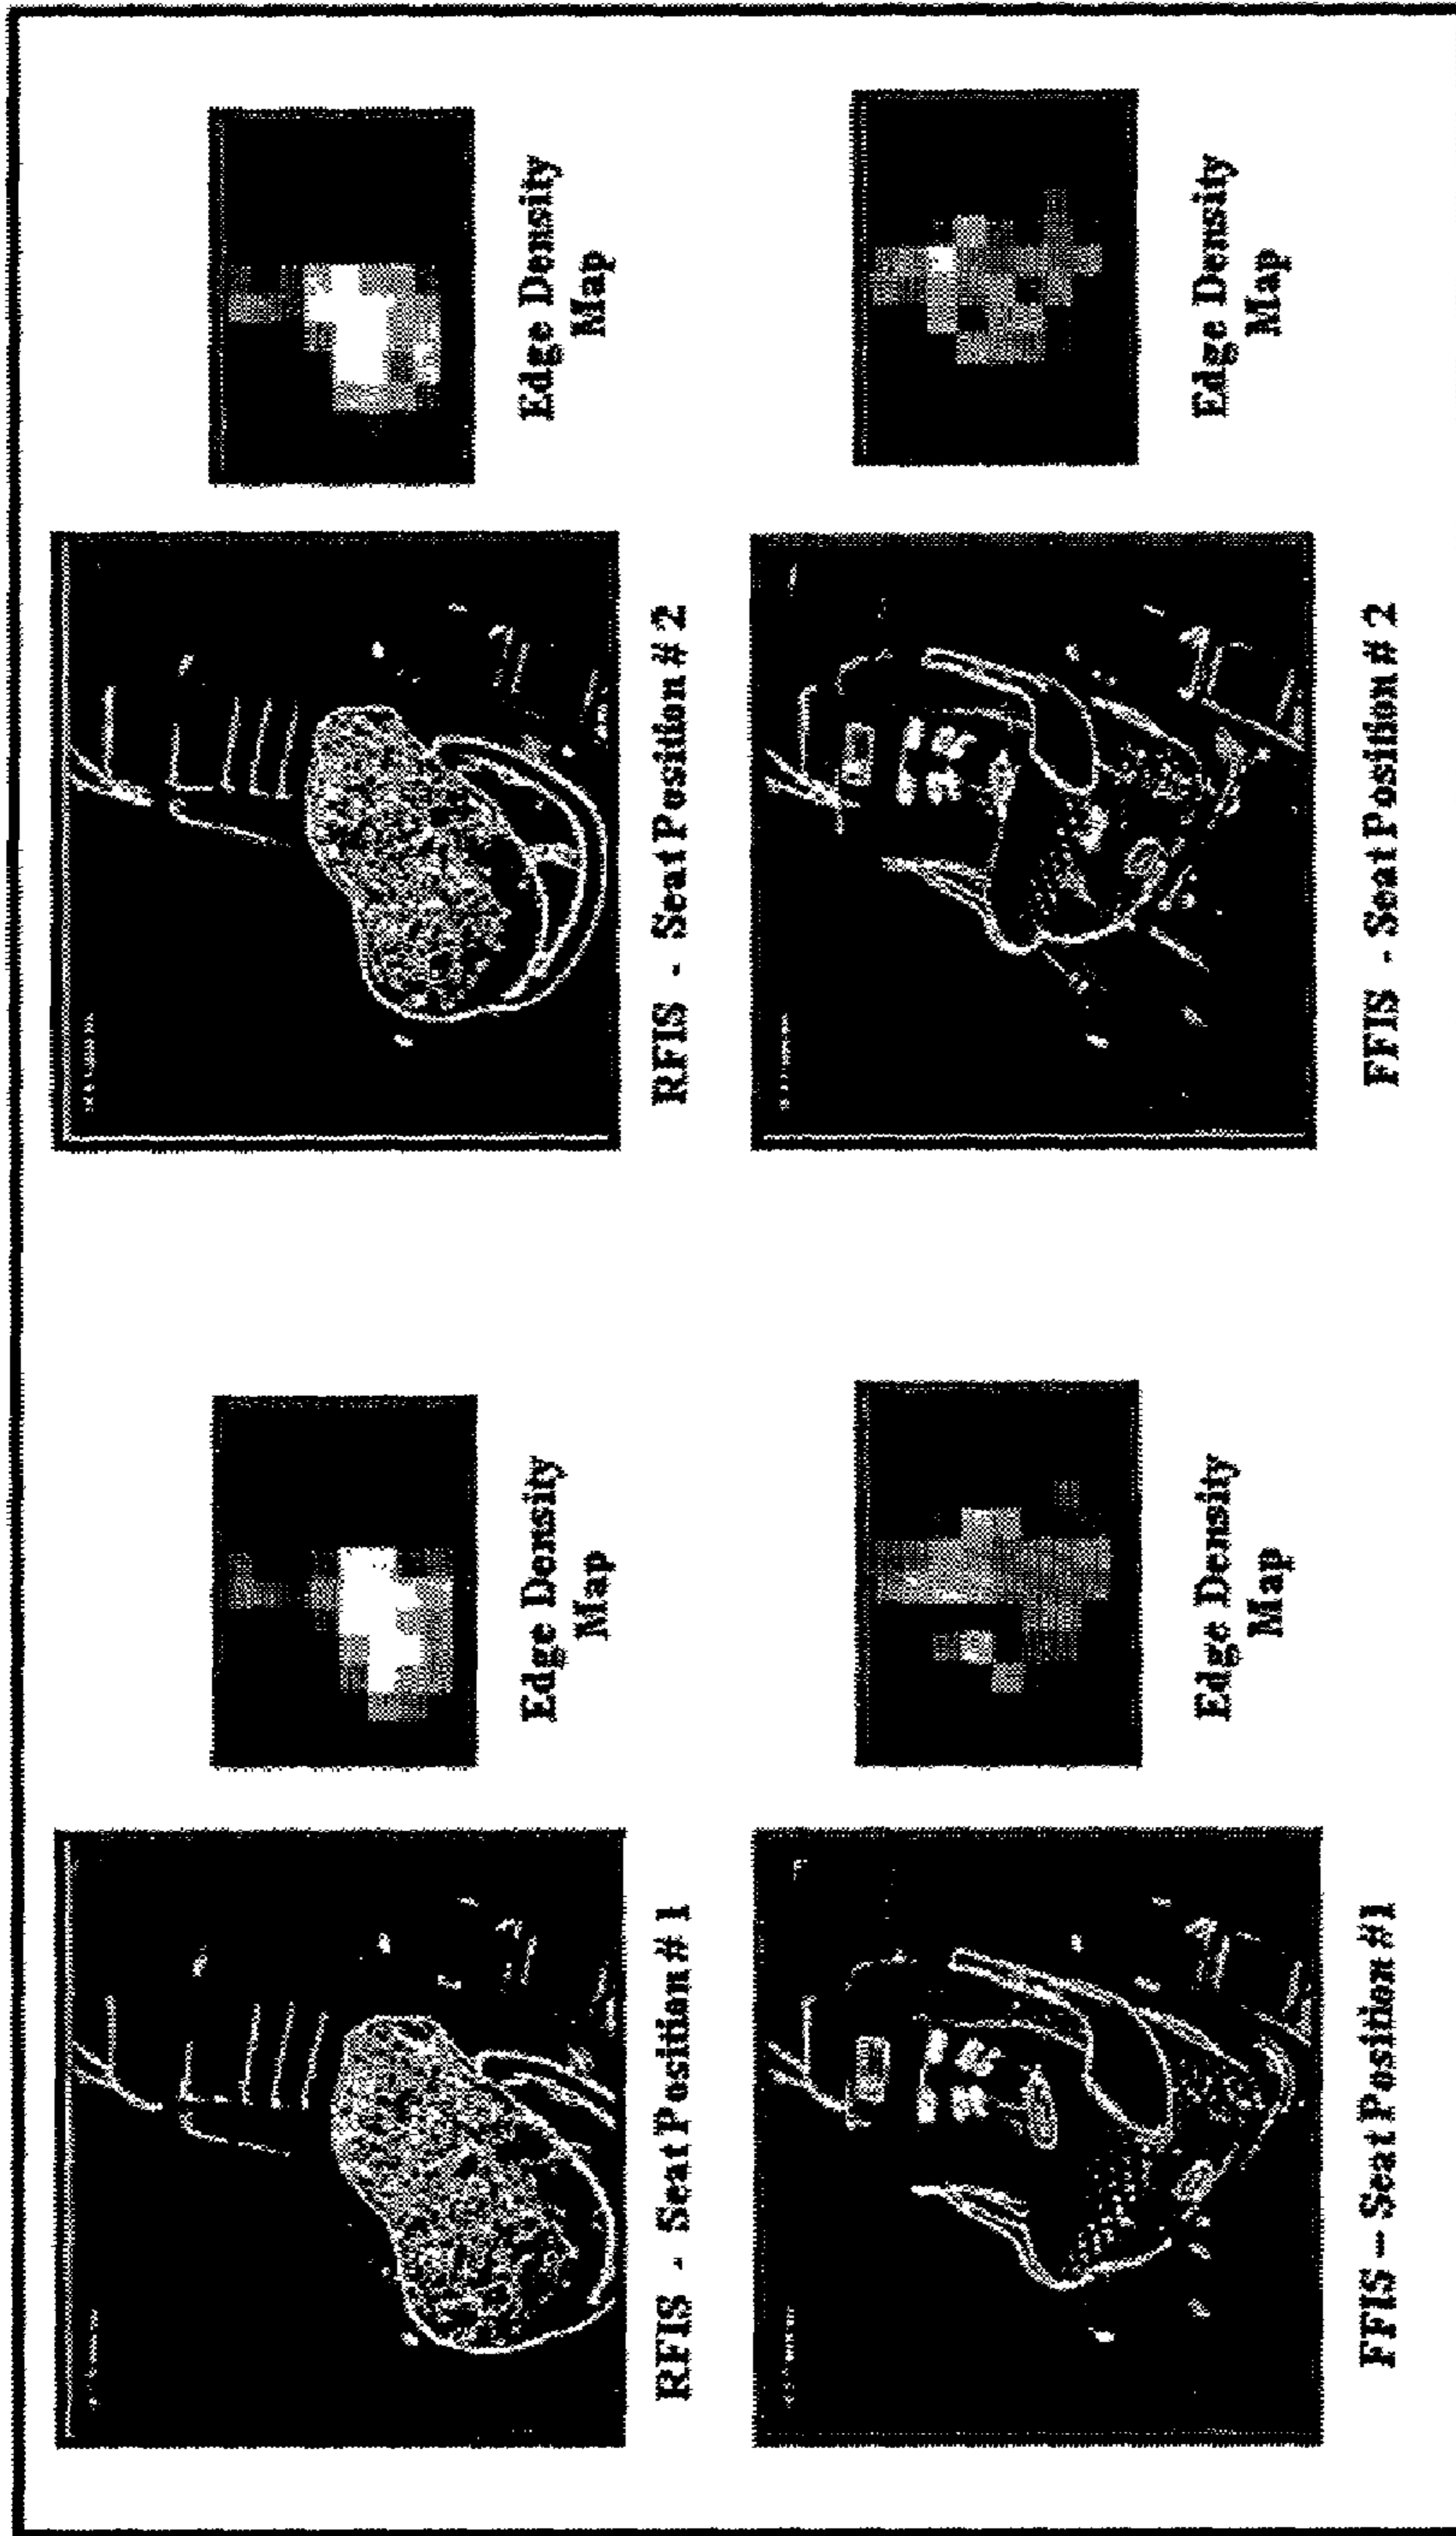 RFIS - Seat Position # 1
Edge Density
Map
RFIS - Seat Position # 2
Edge Density
Map
FFIS - Seat Position #1
Edge Density
Map
FFIS - Seat Position # 2
Edge Density
Map